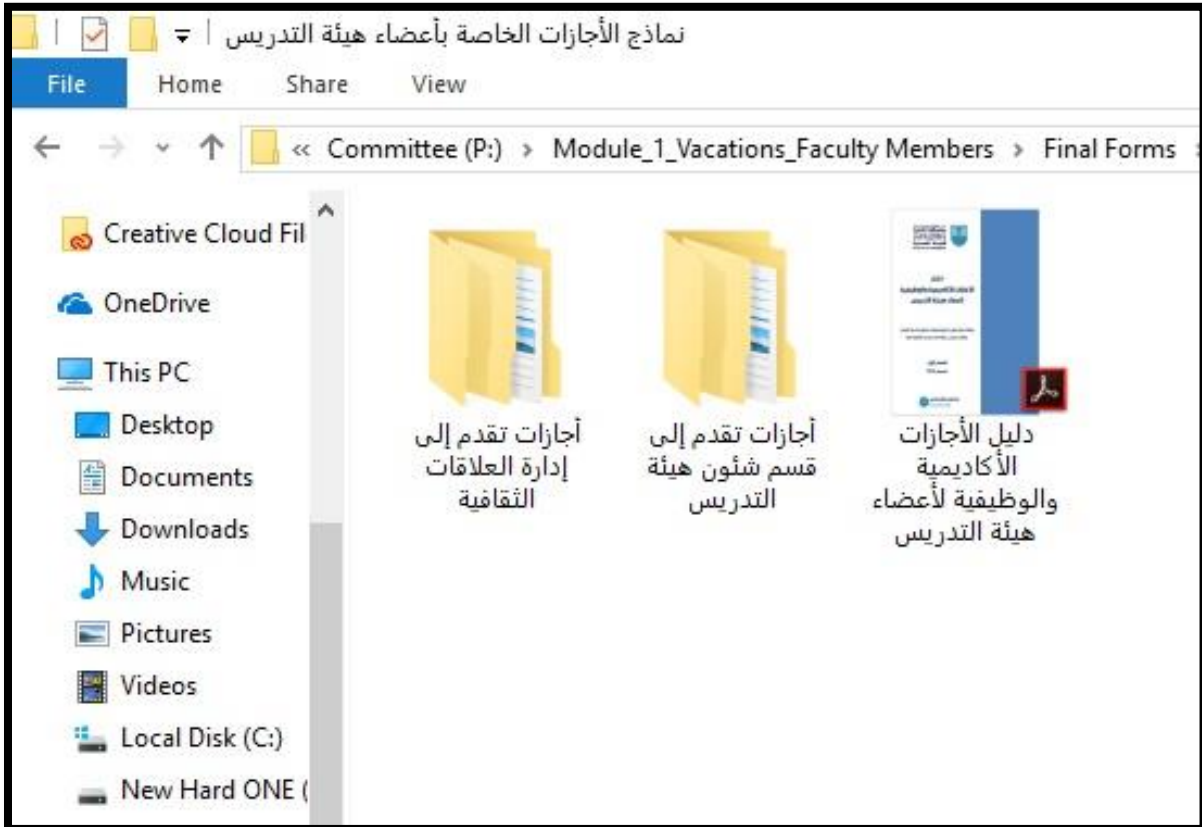 نماذج الأجازات الخاصة بأعضاء هيئة التدريس
File Home Share View
« Committee (P:) › Module_1_Vacations_Faculty Members › Final Forms
Creative Cloud Fil
OneDrive
This PC
Desktop
Documents
Downloads
Music
Pictures
Videos
Local Disk (C:)
New Hard ONE (
أجازات تقدم إلى
إدارة العلاقات
الثقافية
أجازات تقدم إلى
قسم شئون هيئة
التدريس
دليل الأجازات
الأكاديمية
والوظيفية لأعضاء
هيئة التدريس